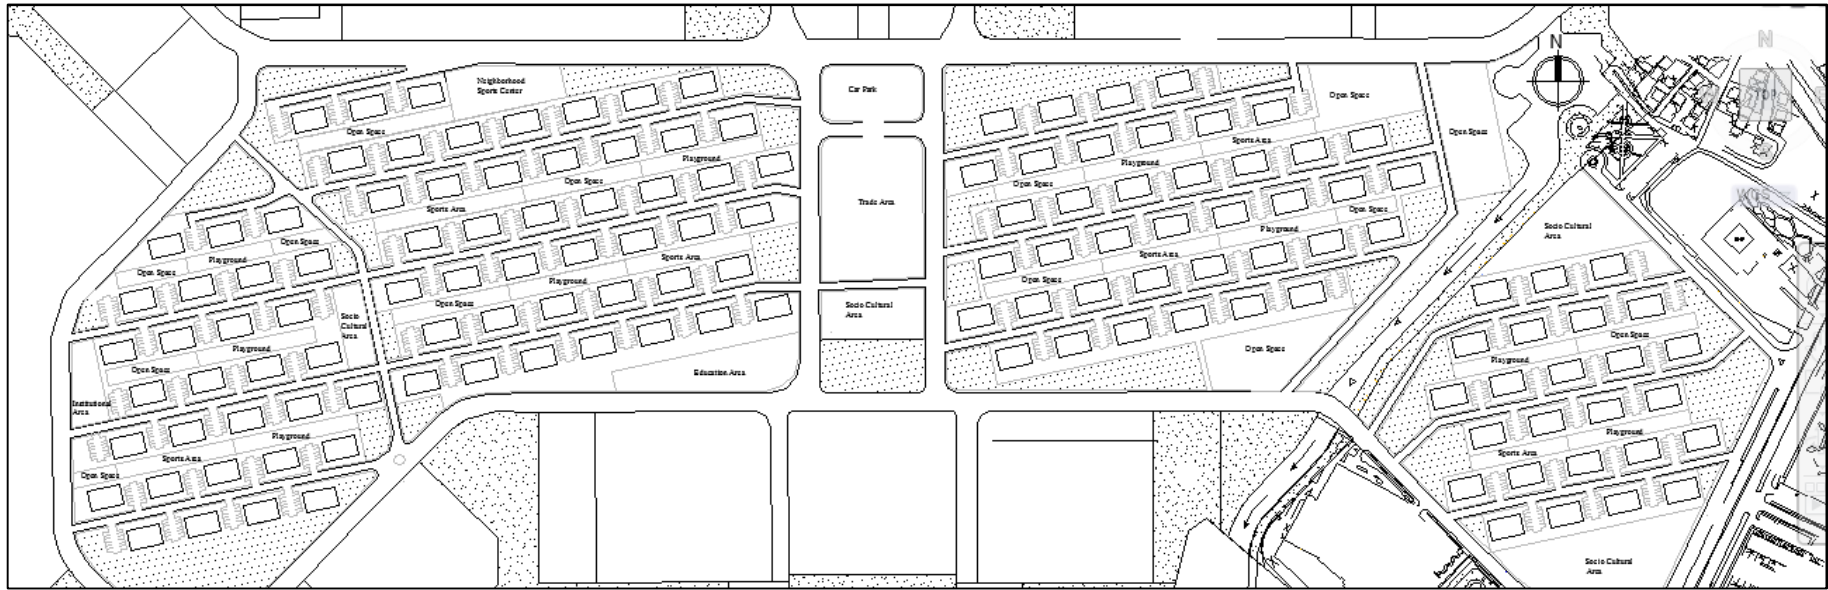 N
N
TOP
WCS
Neighborhood
Sports Center
Open Space
Playground
Open Space
Sports Area
Open Space
Playground
Open Space
Playground
Sports Area
Open Space
Socio
Cultural
Area
Playground
Open Space
Institutional
Area
Playground
Sports Area
Open Space
Education Area
Car Park
Trade Area
Socio Cultural
Area
Open Space
Open Space
Sports Area
Playground
Open Space
Open Space
Playground
Sports Area
Open Space
Open Space
Socio Cultural
Area
Open Space
Playground
Playground
Sports Area
Socio Cultural
Area